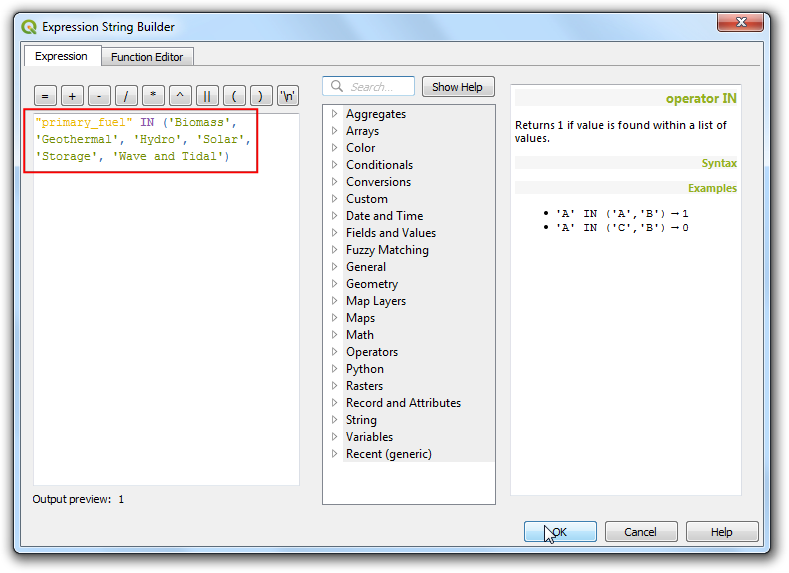 Expression String Builder
Expression
Function Editor
= + - / * ^ || ( ) '\n'
"primary_fuel" IN ('Biomass',
'Geothermal', 'Hydro', 'Solar',
'Storage', 'Wave and Tidal')
Output preview: 1
Search...
Show Help
Aggregates
Arrays
Color
Conditionals
Conversions
Custom
Date and Time
Fields and Values
Fuzzy Matching
General
Geometry
Map Layers
Maps
Math
Operators
Python
Rasters
Record and Attributes
String
Variables
Recent (generic)
operator IN
Returns 1 if value is found within a list of
values.
Syntax
Examples
• 'A' IN ('A','B') → 1
• 'A' IN ('C','B') → 0
OK
Cancel
Help